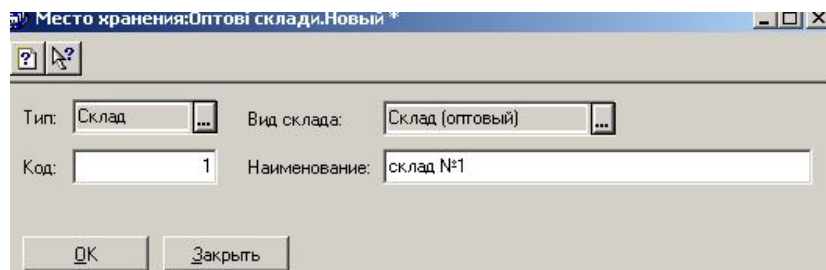 Место хранения:Оптові склади.Новый *
Тип: Склад ... Вид склада: Склад (оптовый) ...
Код: 1 Наименование: склад №1
OK Закрыть